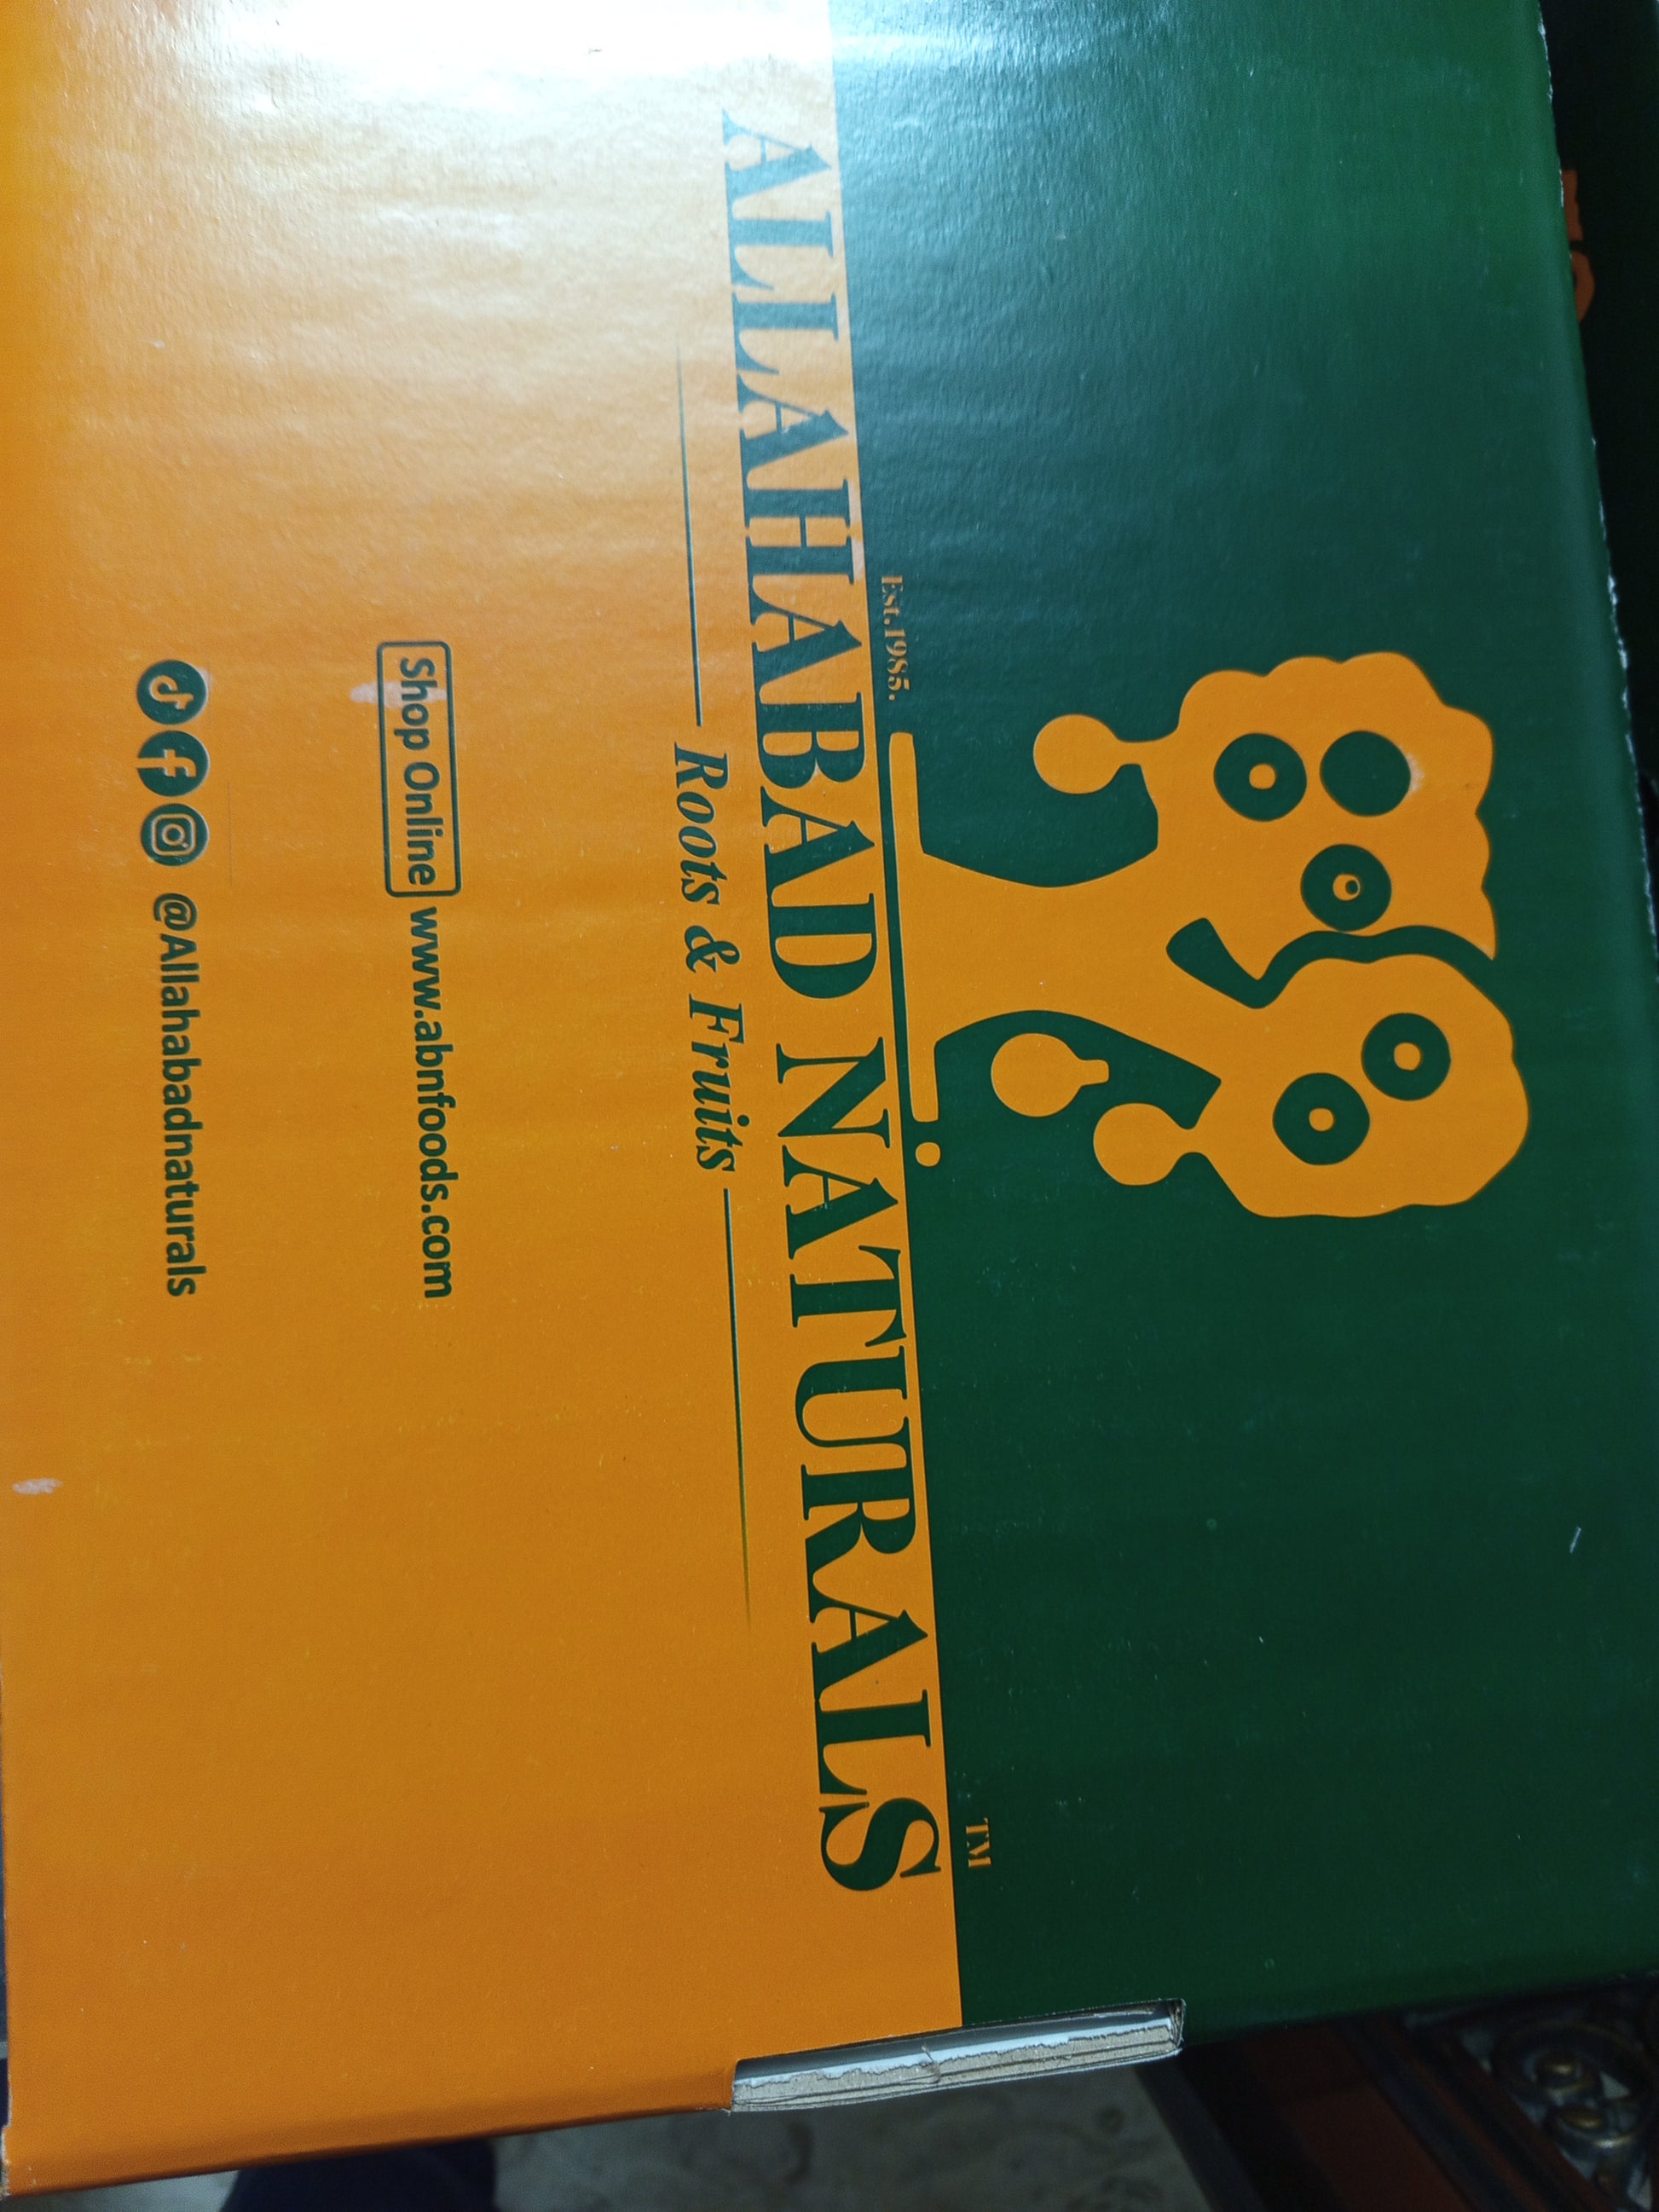 Est.1985.
TM
ALLAHABAD NATURALS
Roots & Fruits
Shop Online www.abnfoods.com
@Allahabadnaturals